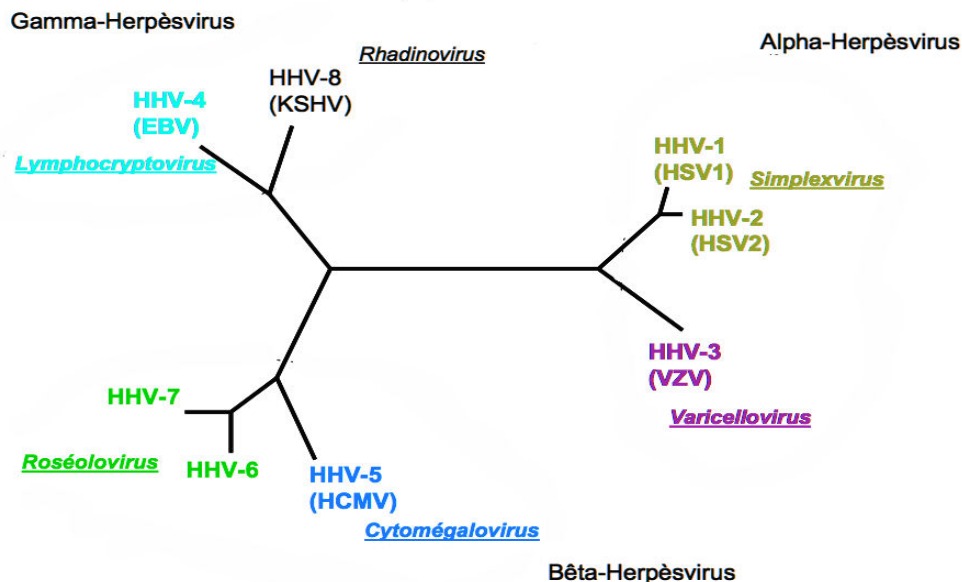 Gamma-Herpèsvirus
Rhadinovirus
Alpha-Herpèsvirus
HHV-8
(KSHV)
HHV-4
(EBV)
Lymphocryptovirus
HHV-1
(HSV1)
Simplexvirus
HHV-2
(HSV2)
HHV-3
(VZV)
Varicellovirus
HHV-7
Roséolovirus
HHV-6
HHV-5
(HCMV)
Cytomégalovirus
Bêta-Herpèsvirus